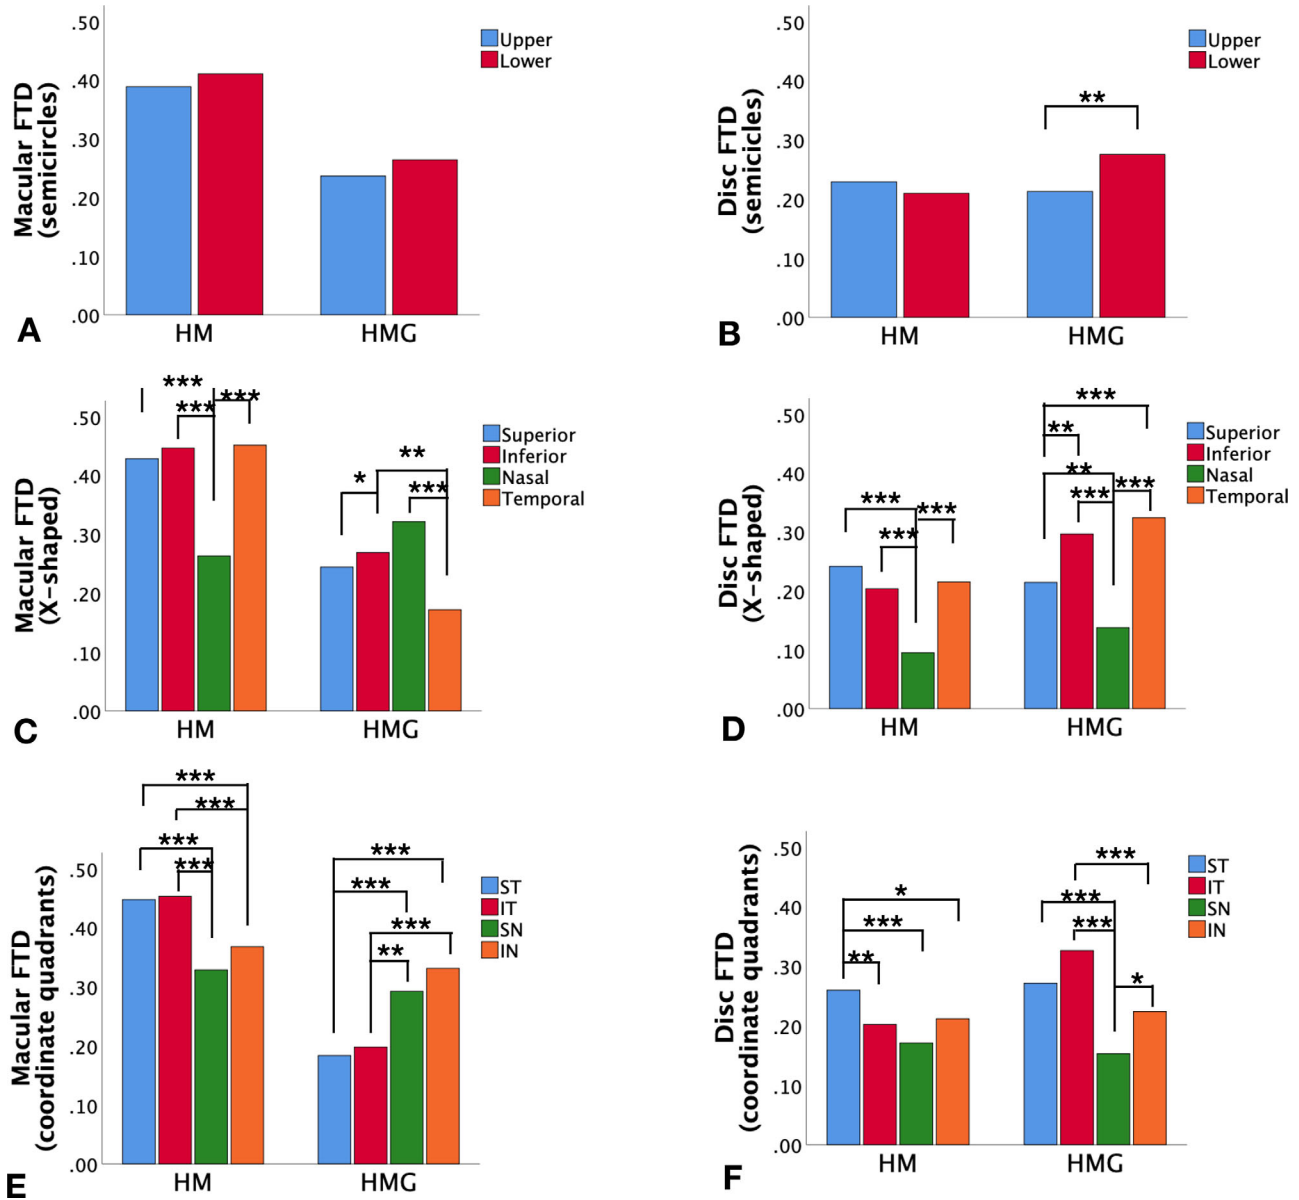 Macular FTD
(semicircles)
.50
.40
.30
.20
.10
.00
HM
HMG
Upper
Lower
A
Disc FTD
(semicicles)
.50
.40
.30
.20
.10
.00
**
HM
HMG
Upper
Lower
B
Macular FTD
(X-shaped)
.50
.40
.30
.20
.10
.00
***
***
***
*
**
***
HM
HMG
Superior
Inferior
Nasal
Temporal
C
Disc FTD
(X-shaped)
.50
.40
.30
.20
.10
.00
***
***
***
***
**
**
***
***
HM
HMG
Superior
Inferior
Nasal
Temporal
D
Macular FTD
(coordinate quadrants)
.50
.40
.30
.20
.10
.00
***
***
***
***
***
***
***
**
HM
HMG
ST
IT
SN
IN
E
Disc FTD
(coordinate quadrants)
.50
.40
.30
.20
.10
.00
*
***
**
***
***
***
*
HM
HMG
ST
IT
SN
IN
F